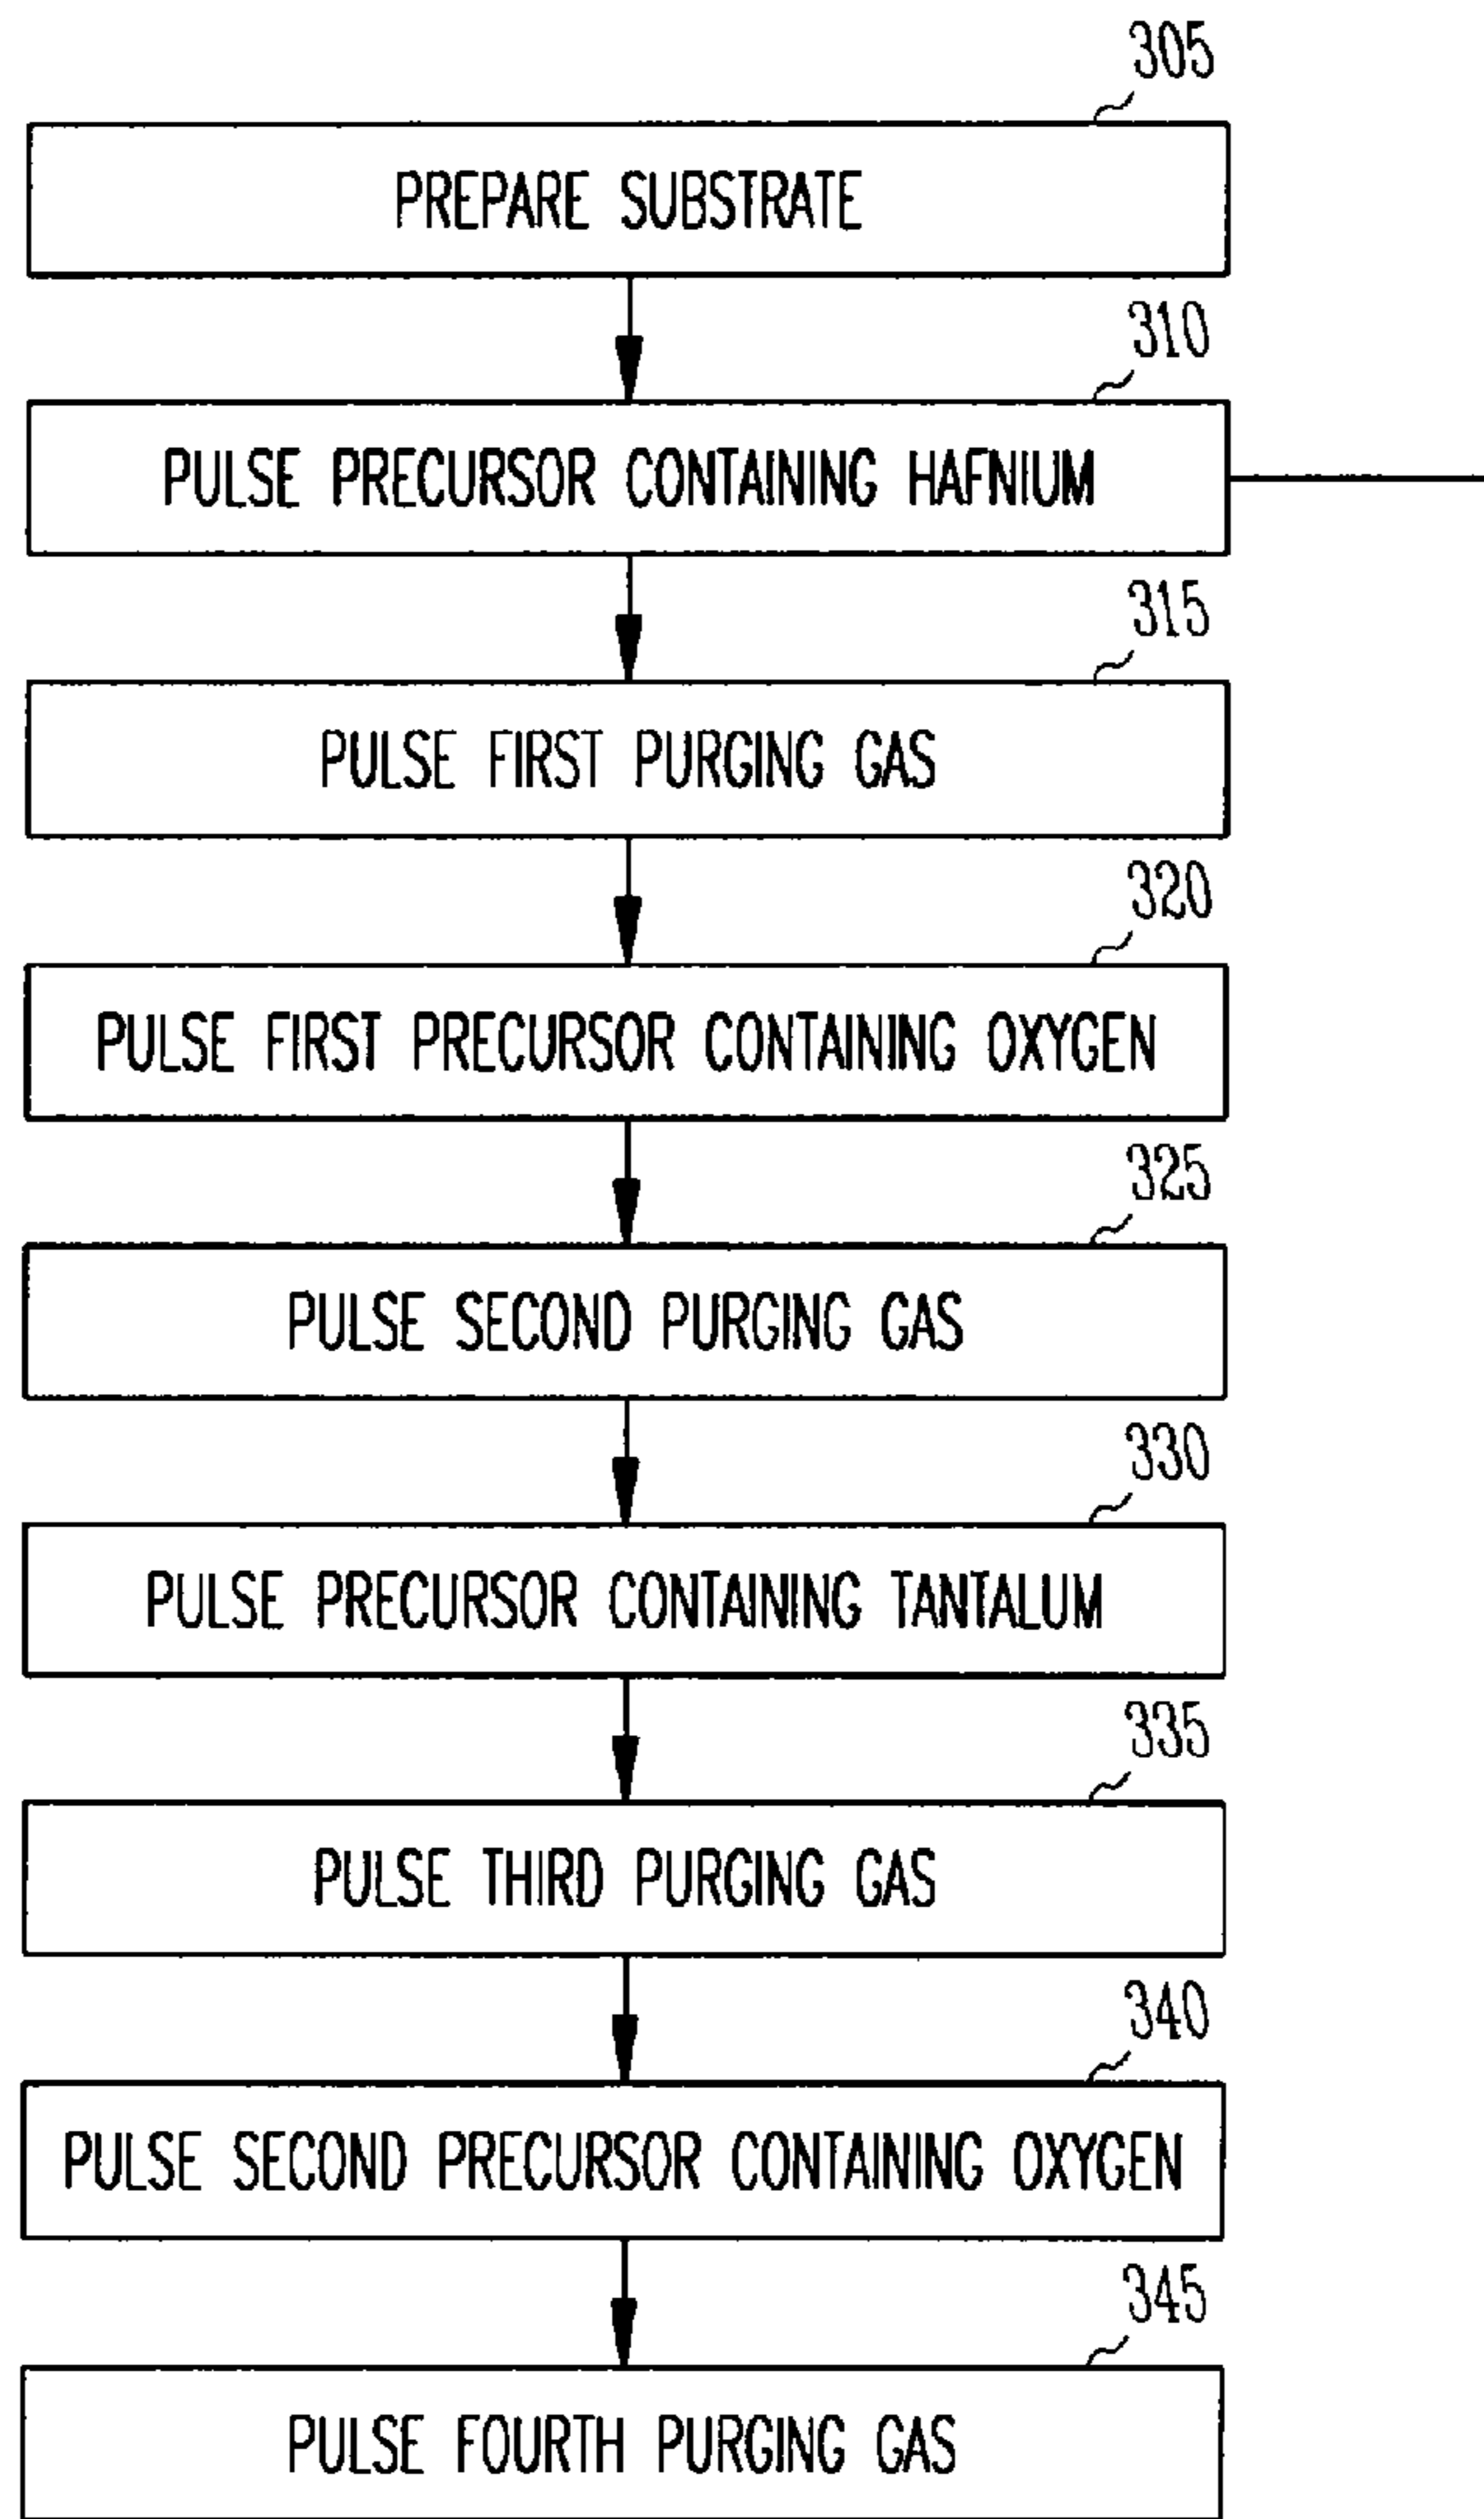 305
PREPARE SUBSTRATE
310
PULSE PRECURSOR CONTAINING HAFNIUM
315
PULSE FIRST PURGING GAS
320
PULSE FIRST PRECURSOR CONTAINING OXYGEN
325
PULSE SECOND PURGING GAS
330
PULSE PRECURSOR CONTAINING TANTALUM
335
PULSE THIRD PURGING GAS
340
PULSE SECOND PRECURSOR CONTAINING OXYGEN
345
PULSE FOURTH PURGING GAS